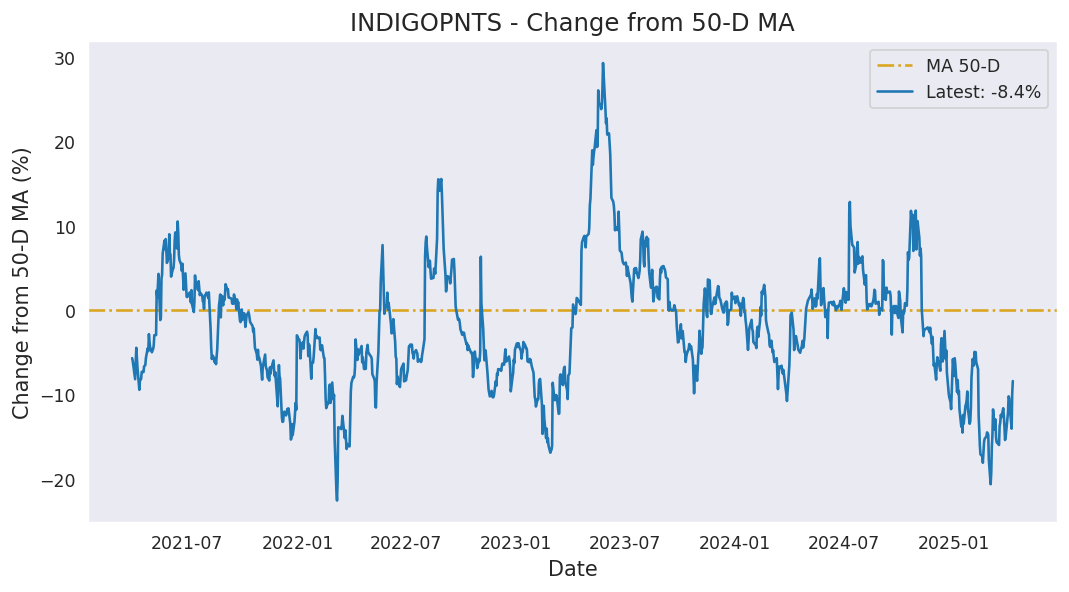 INDIGOPNTS - Change from 50-D MA
MA 50-D
Latest: -8.4%
Change from 50-D MA (%)
30
20
10
0
−10
−20
2021-07
2022-01
2022-07
2023-01
2023-07
2024-01
2024-07
2025-01
Date